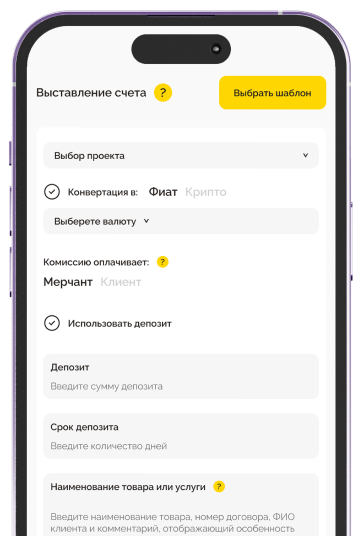 Выставление счета ?
Выбрать шаблон
Выбор проекта
Конвертация в: Фиат Крипто
Выберете валюту
Комиссию оплачивает: ?
Мерчант Клиент
Использовать депозит
Депозит
Введите сумму депозита
Срок депозита
Введите количество дней
Наименование товара или услуги ?
Введите наименование товара, номер договора, ФИО
клиента и комментарий, отображающий особенность